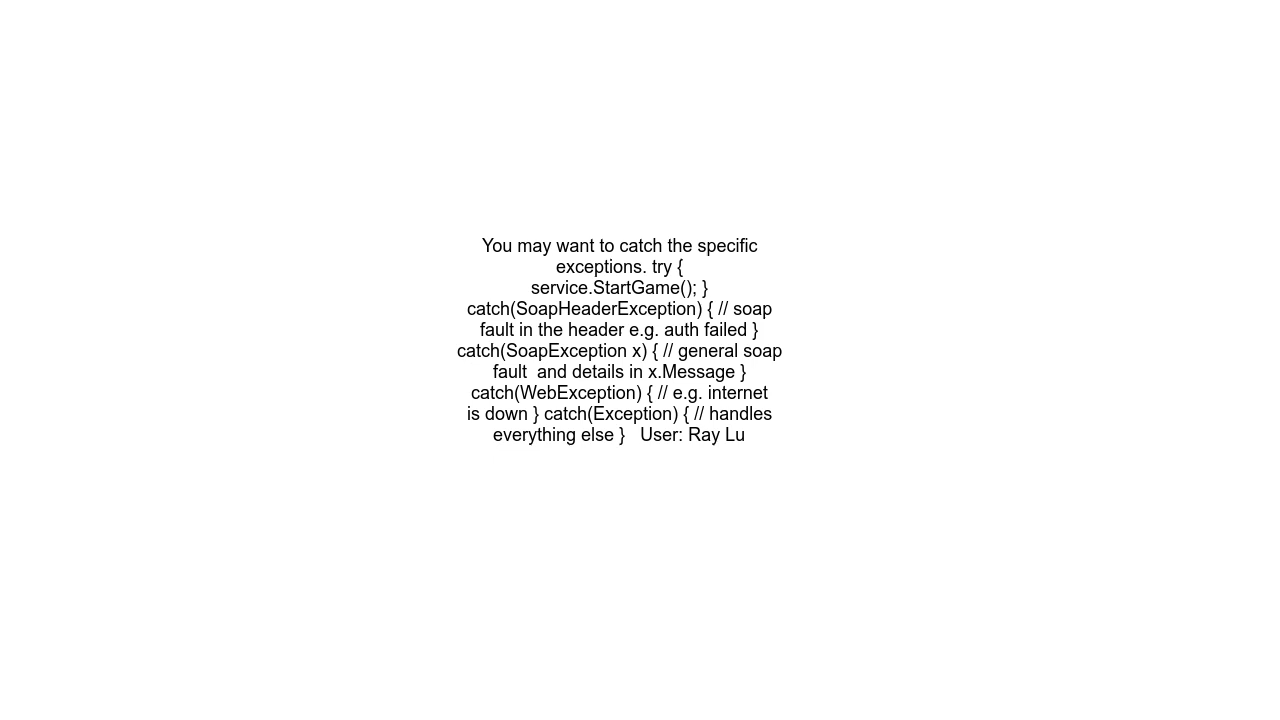 You may want to catch the specific
exceptions. try {
service.StartGame(); }
catch(SoapHeaderException) { // soap
fault in the header e.g. auth failed }
catch(SoapException x) { // general soap
fault  and details in x.Message }
catch(WebException) { // e.g. internet
is down } catch(Exception) { // handles
everything else }   User: Ray Lu